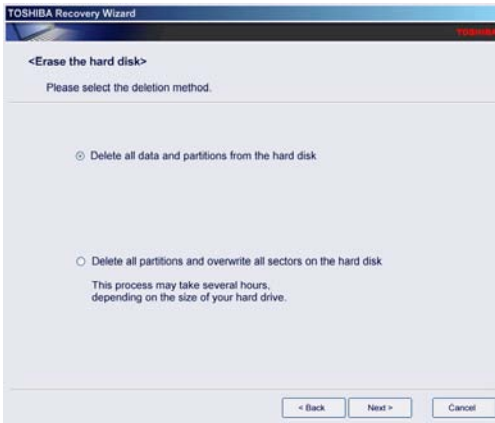 TOSHIBA Recovery Wizard
TOSHIBA
<Erase the hard disk>
Please select the deletion method.
Delete all data and partitions from the hard disk
Delete all partitions and overwrite all sectors on the hard disk
This process may take several hours,
depending on the size of your hard drive.
< Back Next > Cancel